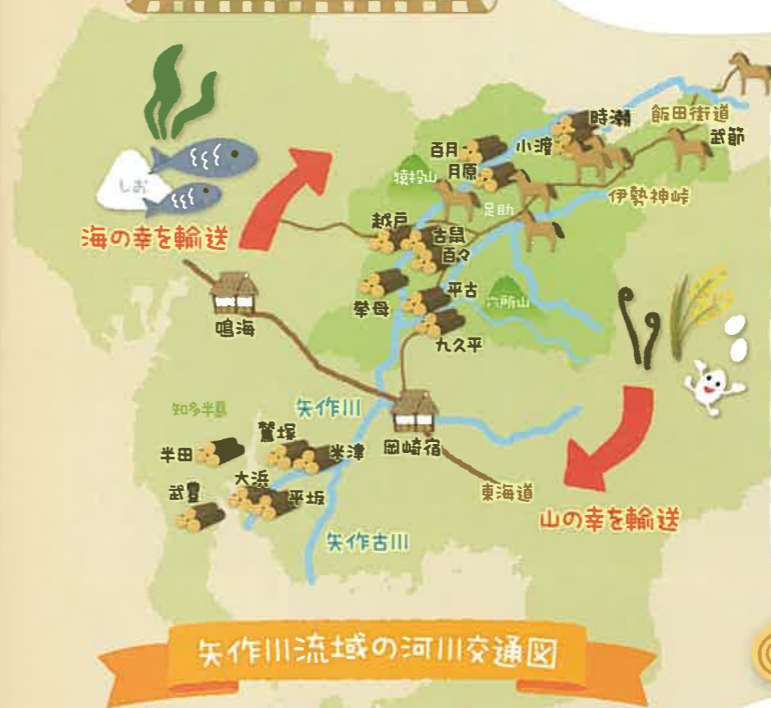 時瀬
飯田街道
武節
百月
小渡
月原
猿投山
しお
足助
伊勢神峠
越戸
古鼠
百々
海の幸を輸送
挙母
平古
六所山
鳴海
九久平
知多半島
矢作川
鷲塚
米津
岡崎宿
半田
大浜
平坂
武豊
東海道
山の幸を輸送
矢作古川
矢作川流域の河川交通図